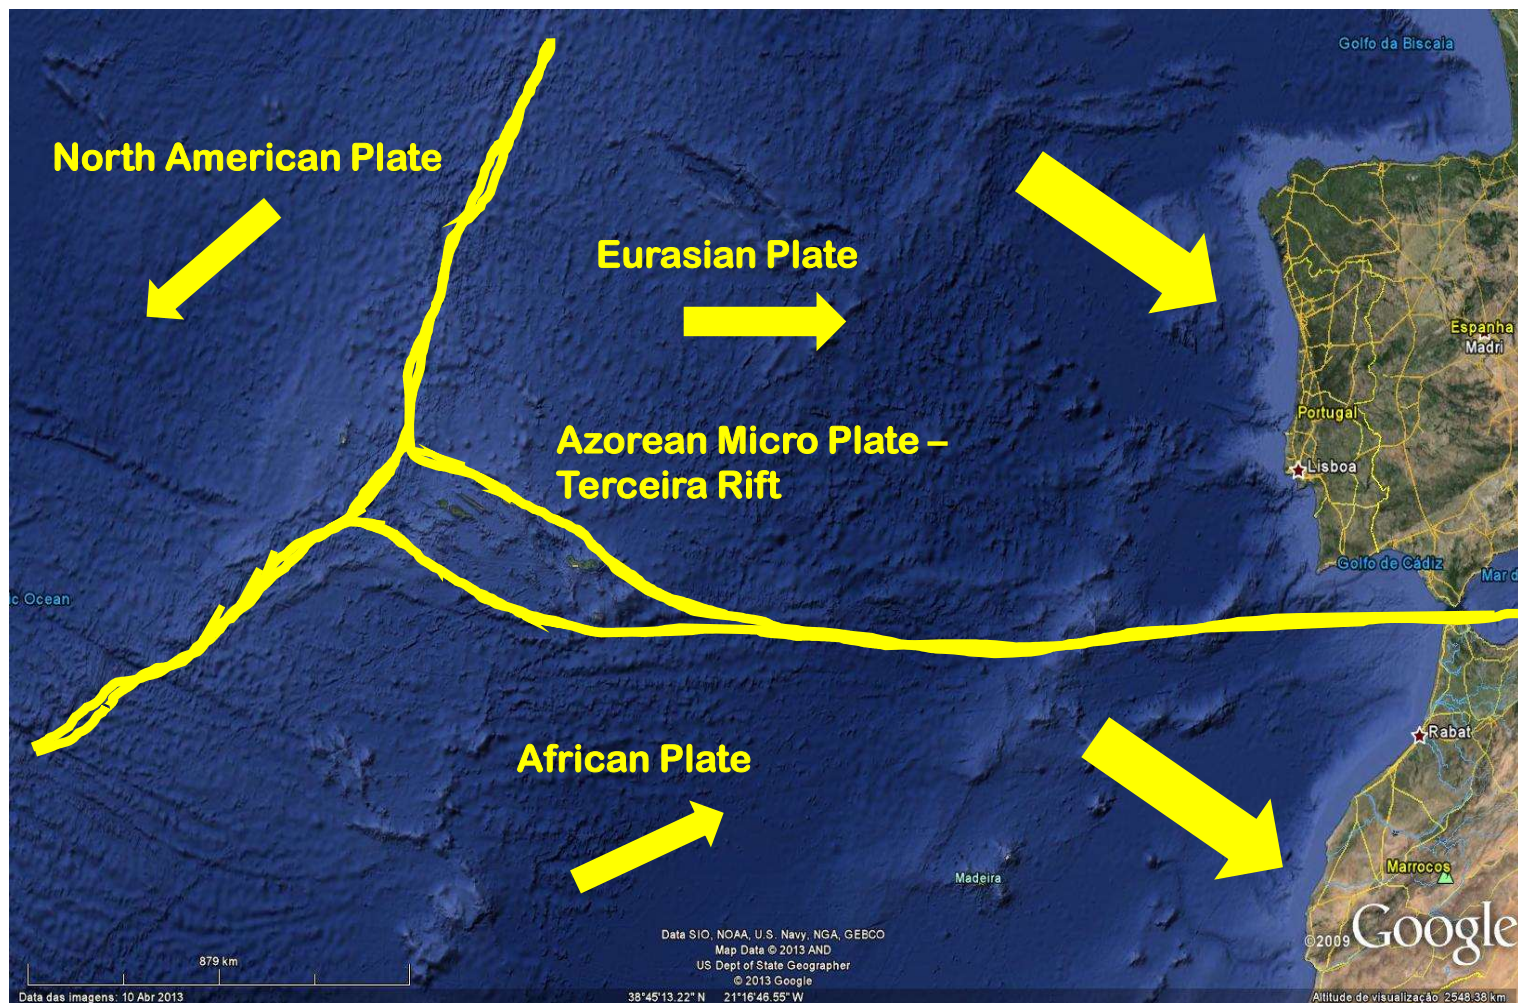 Golfo da Biscaia
North American Plate
Eurasian Plate
Espanha
Madri
Portugal
Azorean Micro Plate –
Terceira Rift
Lisboa
Golfo de Cádiz
Mar d
ic Ocean
Rabat
African Plate
Marrocos
Madeira
Data SIO, NOAA, U.S. Navy, NGA, GEBCO
Map Data © 2013 AND
US Dept of State Geographer
© 2013 Google
©2009 Google
879 km
Data das imagens: 10 Abr 2013
38°45'13.22" N 21°16'46.55" W
Altitude de visualização 2548.38 km